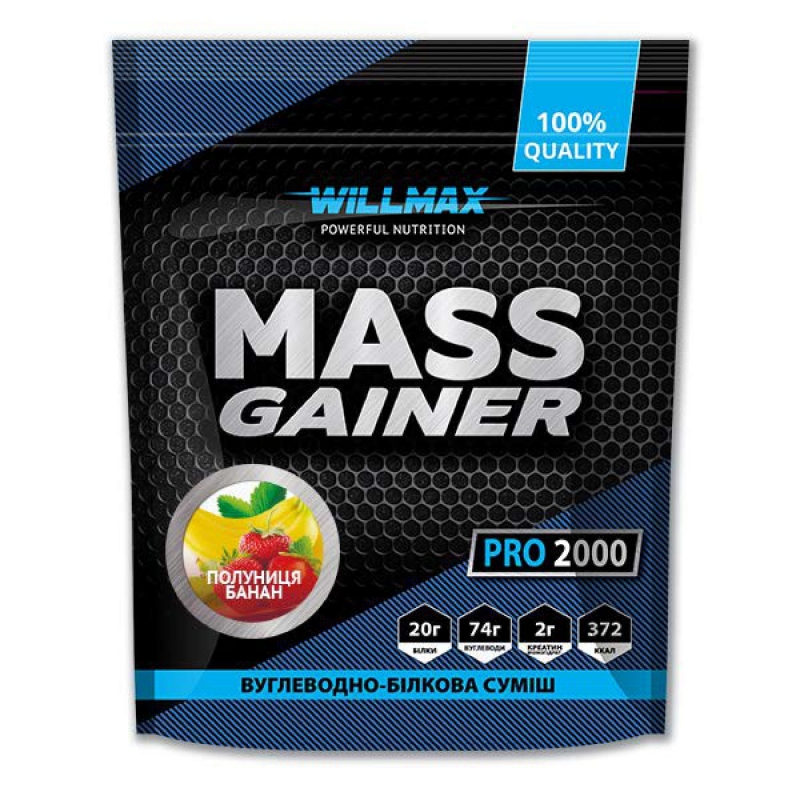 100%
QUALITY
WILLMAX
POWERFUL NUTRITION
MASS
GAINER
ПОЛУНИЦЯ
БАНАН
PRO 2000
20г
БІЛКИ
74г
ВУГЛЕВОДИ
2г
КРЕАТИН
МОНОГІДРАТ
372
ККАЛ
ВУГЛЕВОДНО-БІЛКОВА СУМІШ